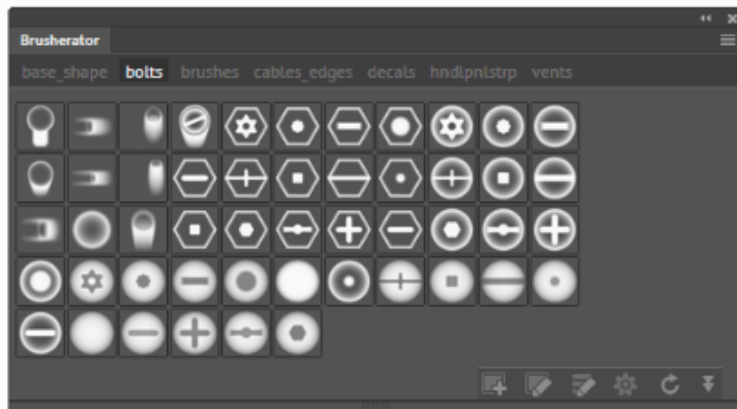 Brusherator
base_shape bolts brushes cables_edges decals hndlpnlstrp vents